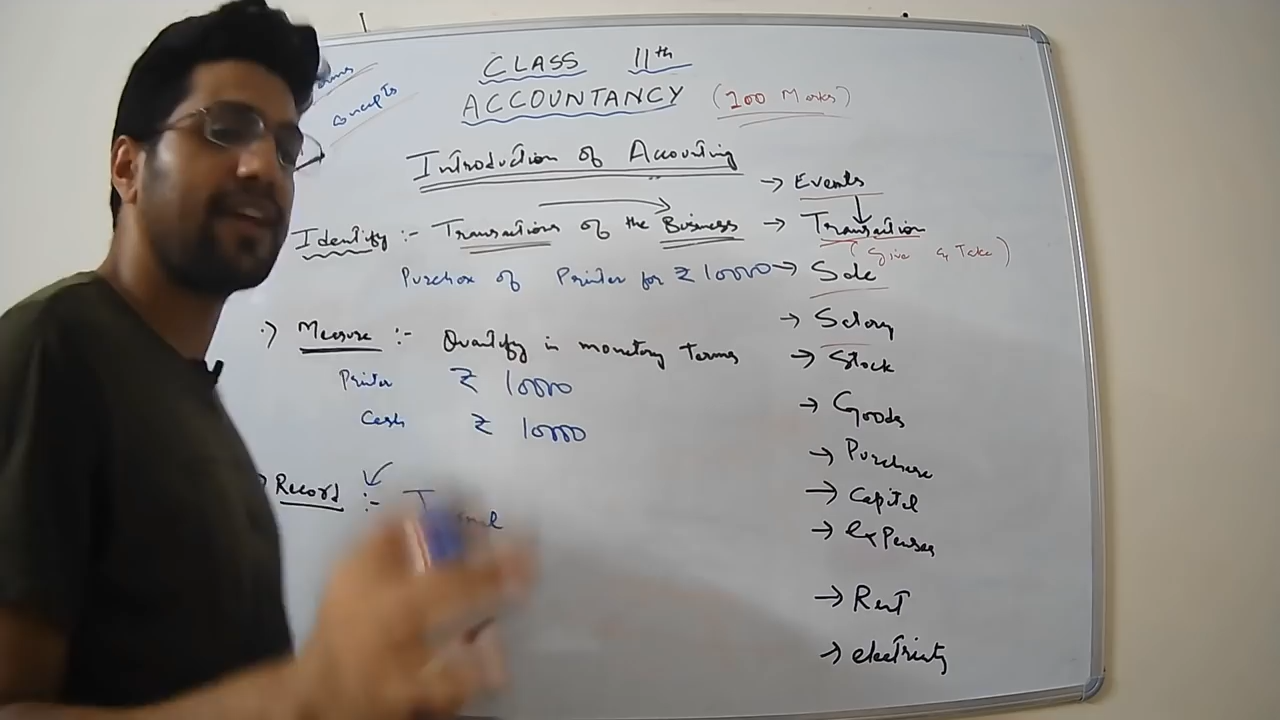 CLASS 11th
ACCOUNTANCY (100 Marks)
concepts
Introduction of Accounting
Identify :- Transactions of the Business
Purchase of Printer for ₹ 10000
Measure :- Quantify in monetary Terms
Printer ₹ 10000
Cash ₹ 10000
Record :-
→ Events
→ Transaction
(Give & Take)
→ Sale
→ Salary
→ Stock
→ Goods
→ Purchase
→ Capital
→ exPenses
→ Rent
→ electricity